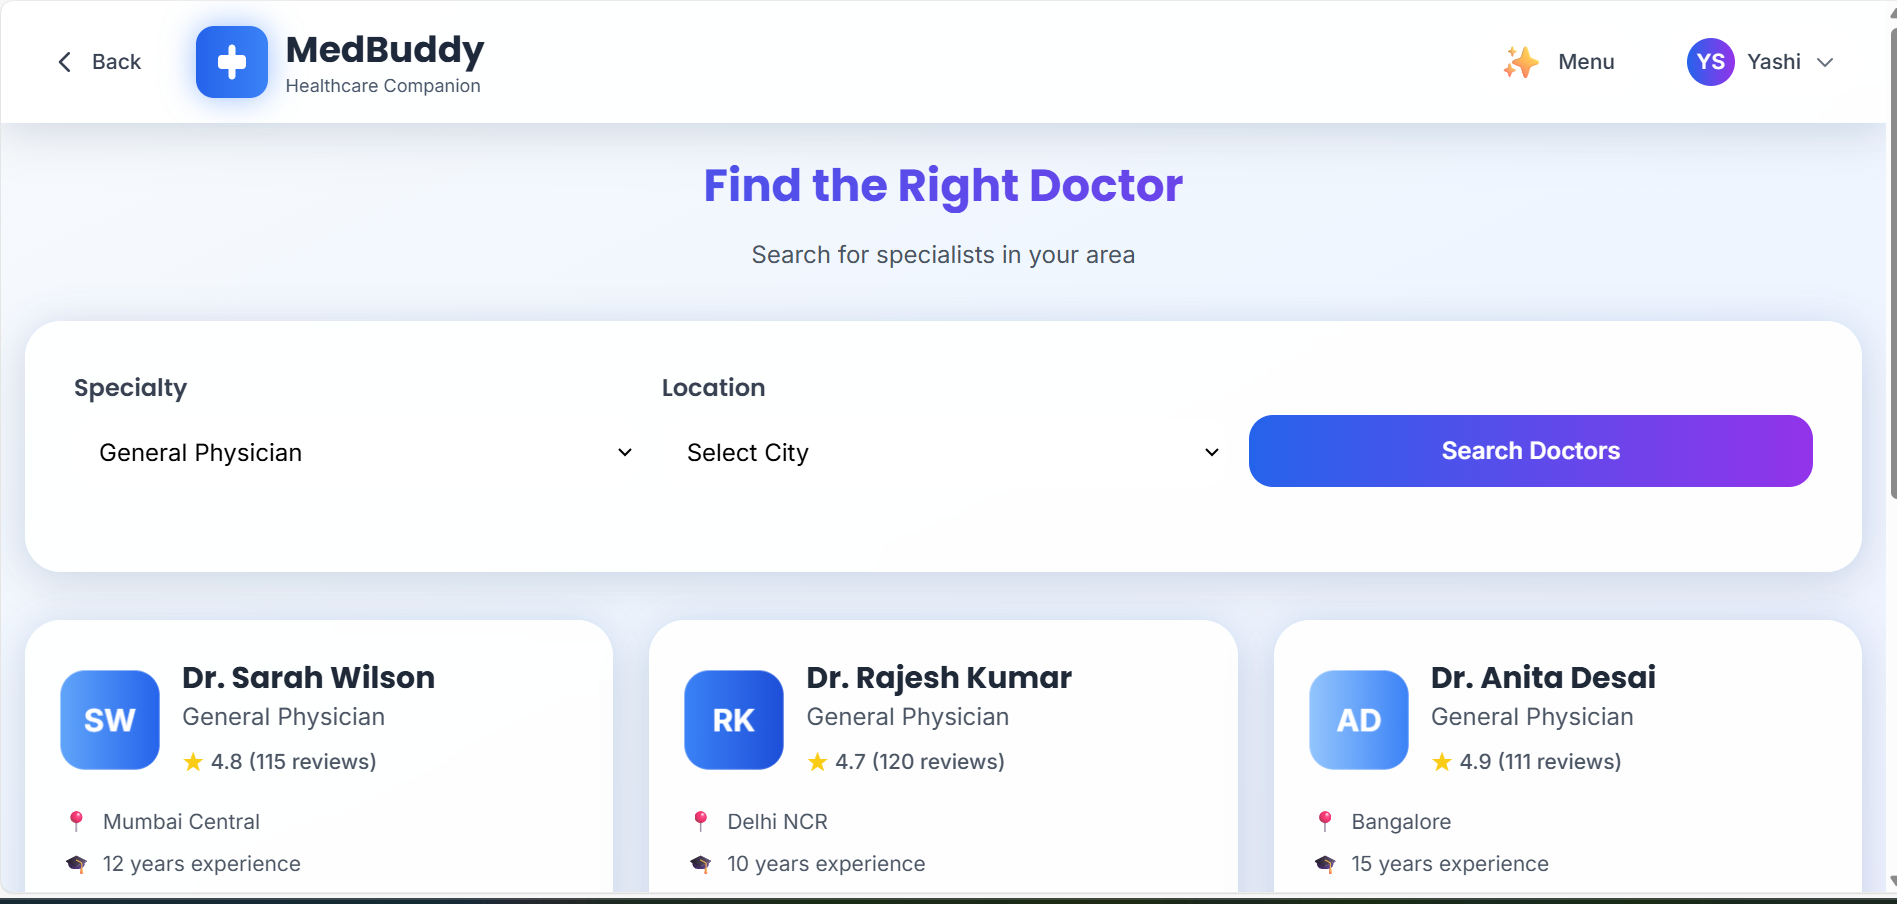 Back
MedBuddy
Healthcare Companion
Menu
YS
Yashi
Find the Right Doctor
Search for specialists in your area
Specialty
Location
General Physician
Select City
Search Doctors
SW
Dr. Sarah Wilson
General Physician
4.8 (115 reviews)
Mumbai Central
12 years experience
RK
Dr. Rajesh Kumar
General Physician
4.7 (120 reviews)
Delhi NCR
10 years experience
AD
Dr. Anita Desai
General Physician
4.9 (111 reviews)
Bangalore
15 years experience